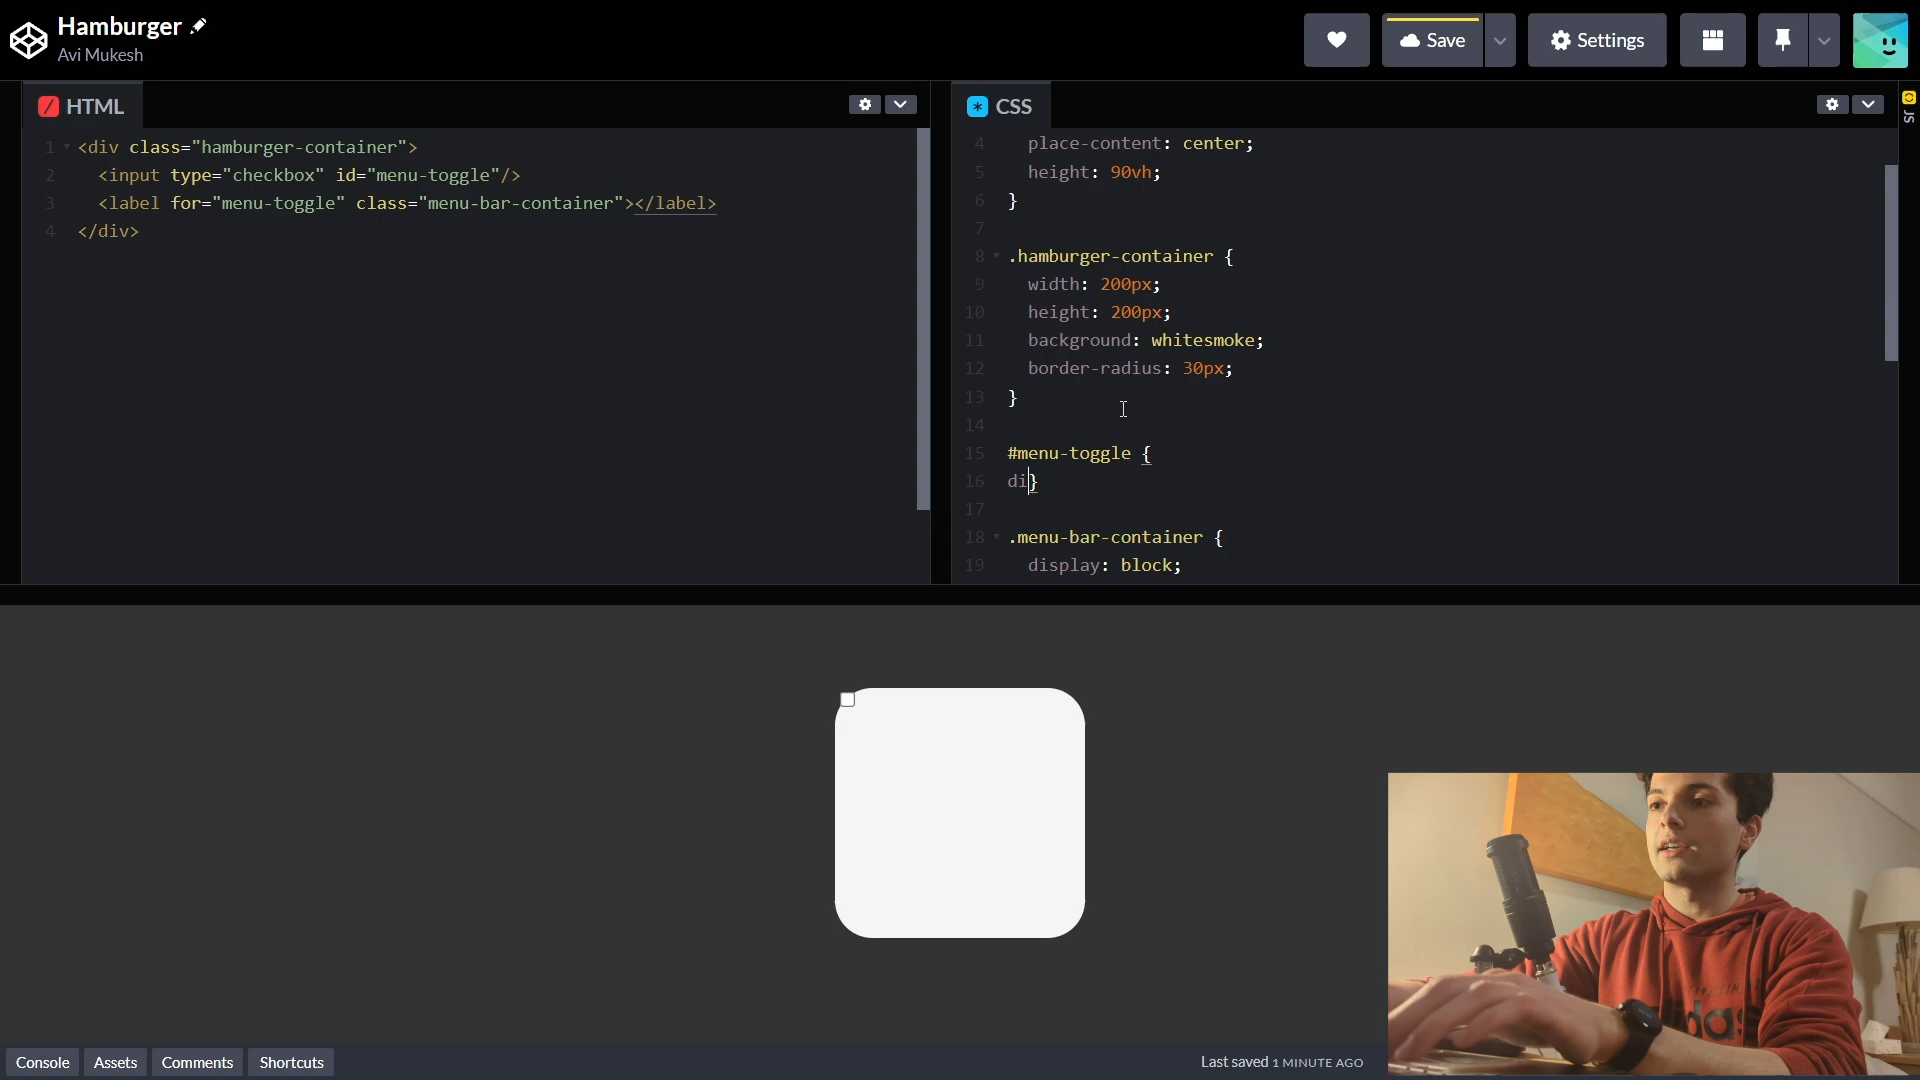 Hamburger
Avi Mukesh
Save
Settings
HTML
1 <div class="hamburger-container">
2 <input type="checkbox" id="menu-toggle"/>
3 <label for="menu-toggle" class="menu-bar-container"></label>
4 </div>
CSS
4 place-content: center;
5 height: 90vh;
6 }
7
8 .hamburger-container {
9 width: 200px;
10 height: 200px;
11 background: whitesmoke;
12 border-radius: 30px;
13 }
14
15 #menu-toggle {
16 di}
17
18 .menu-bar-container {
19 display: block;
JS
Console
Assets
Comments
Shortcuts
Last saved 1 MINUTE AGO